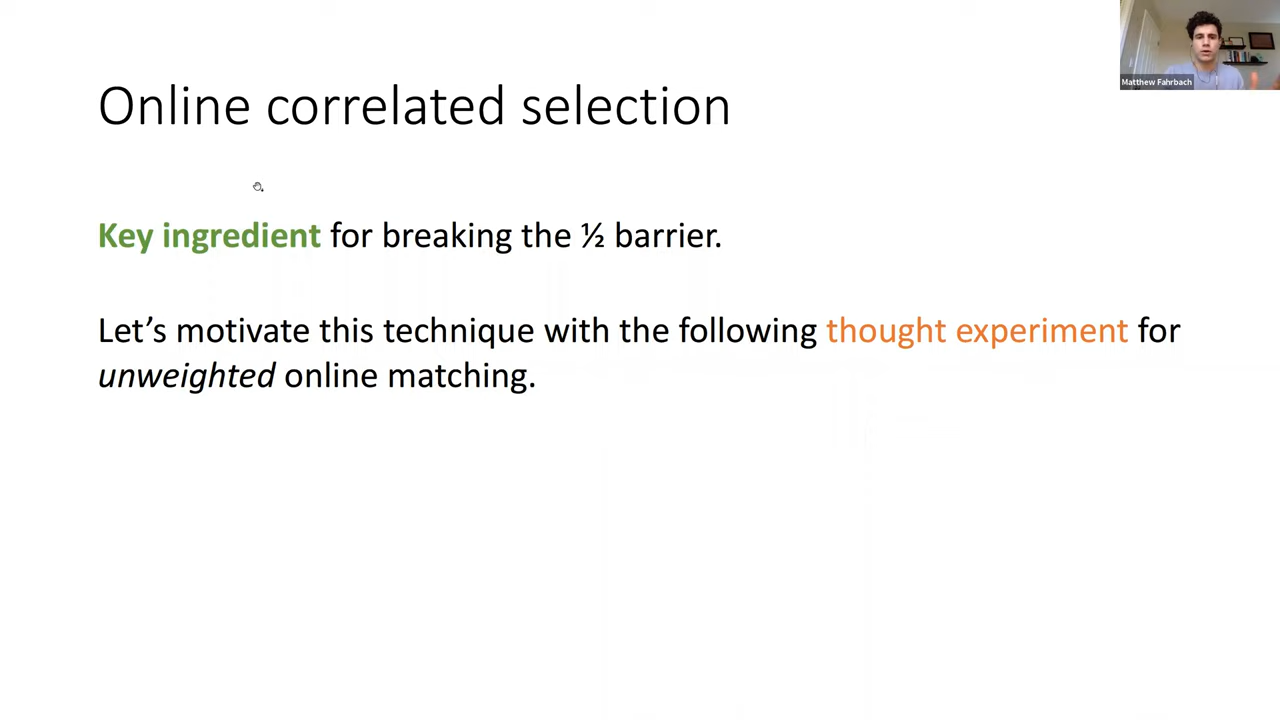 Matthew Fahrbach
Online correlated selection
Key ingredient for breaking the ½ barrier.
Let’s motivate this technique with the following thought experiment for
unweighted online matching.